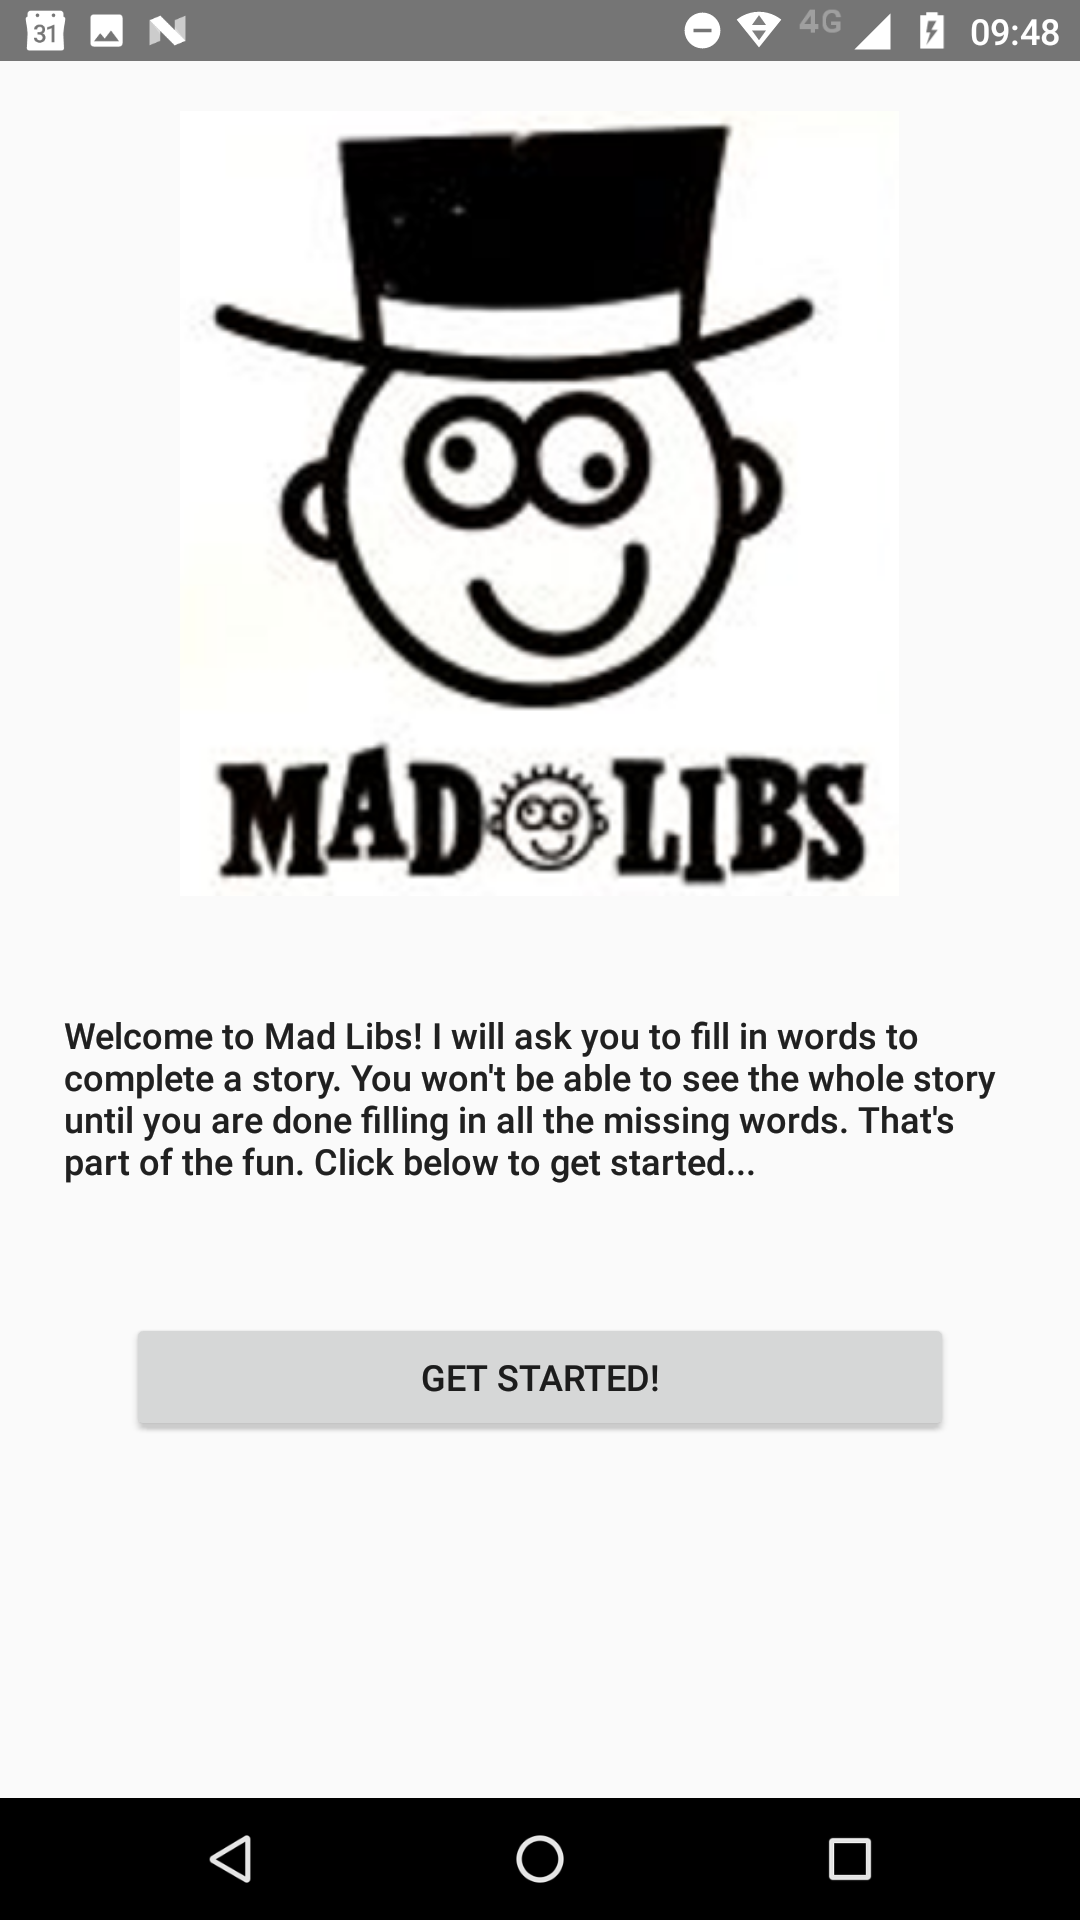 31
4G
09:48
MAD LIBS
Welcome to Mad Libs! I will ask you to fill in words to
complete a story. You won't be able to see the whole story
until you are done filling in all the missing words. That's
part of the fun. Click below to get started...
GET STARTED!